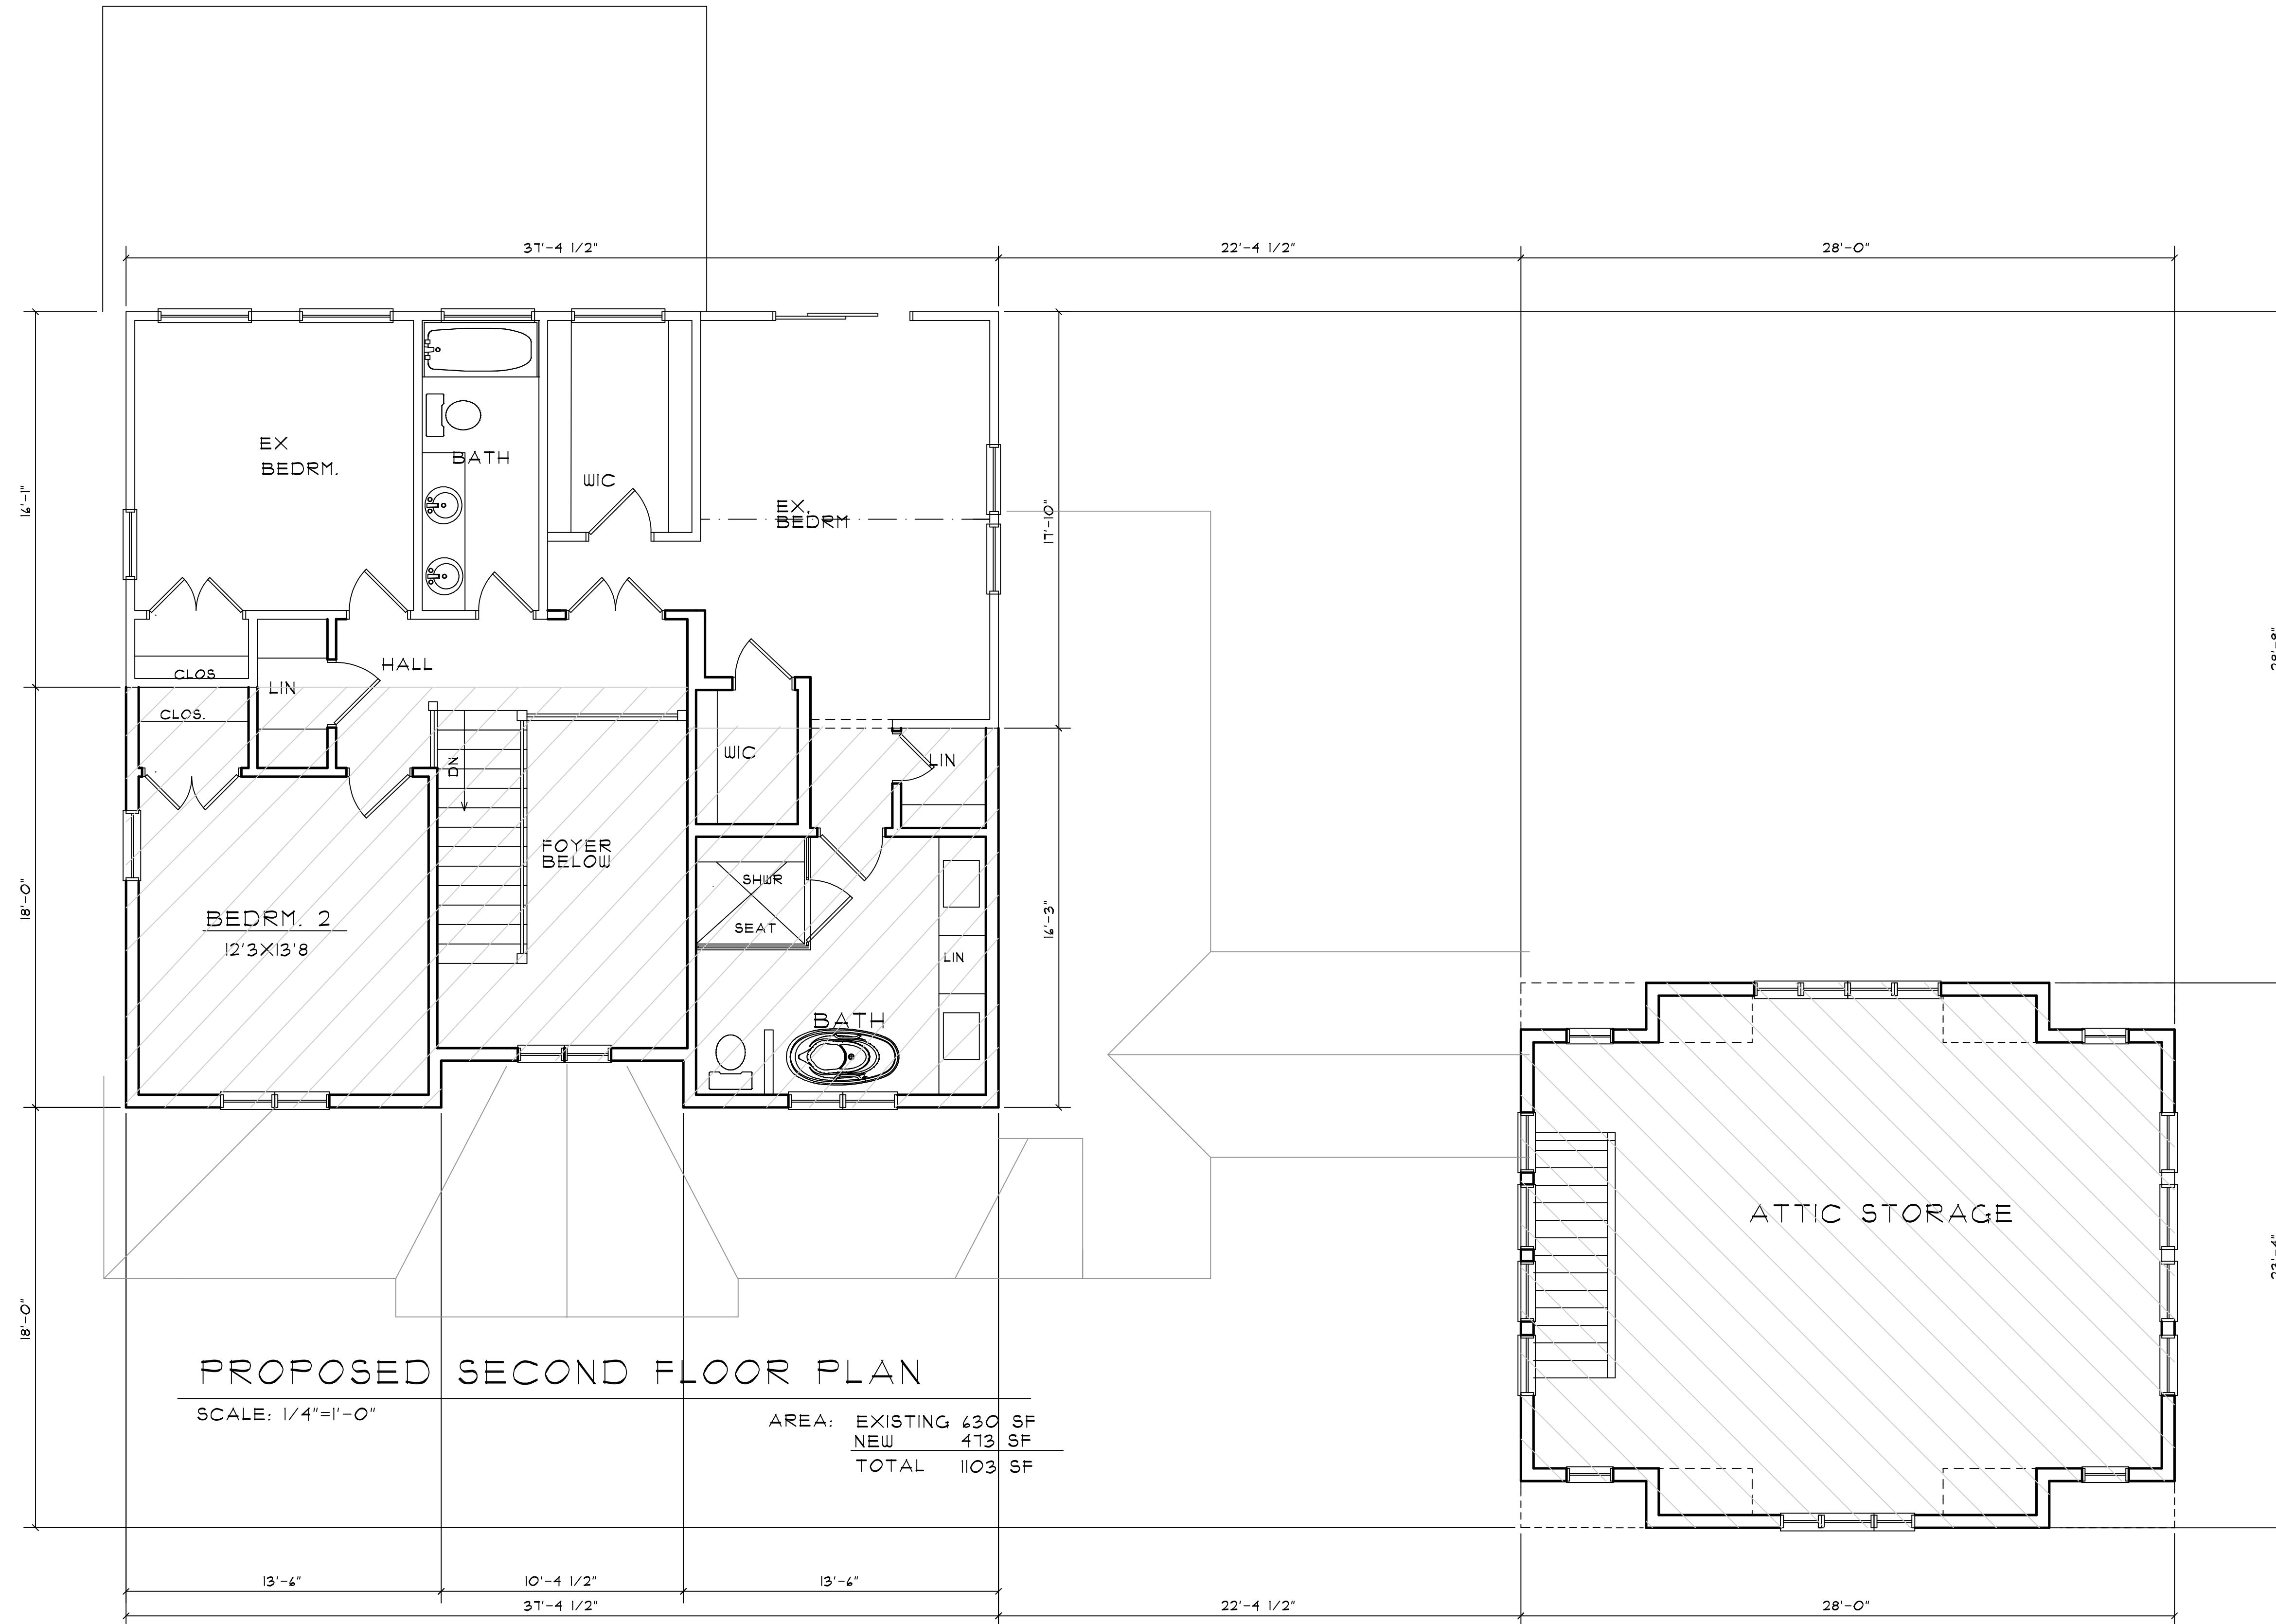 37'-4 1/2"
22'-4 1/2"
28'-0"
16'-1"
EX
BEDRM.
BATH
WIC
EX.
BEDRM
17'-10"
28'-8"
HALL
CLOS
LIN
CLOS.
DN
WIC
LIN
FOYER
BELOW
SHWR
SEAT
18'-0"
BEDRM. 2
12'3X13'8
16'-3"
LIN
BATH
ATTIC STORAGE
23'-4"
18'-0"
PROPOSED SECOND FLOOR PLAN
SCALE: 1/4"=1'-0"
AREA: EXISTING 630 SF
NEW 473 SF
TOTAL 1103 SF
13'-6"
10'-4 1/2"
13'-6"
37'-4 1/2"
22'-4 1/2"
28'-0"